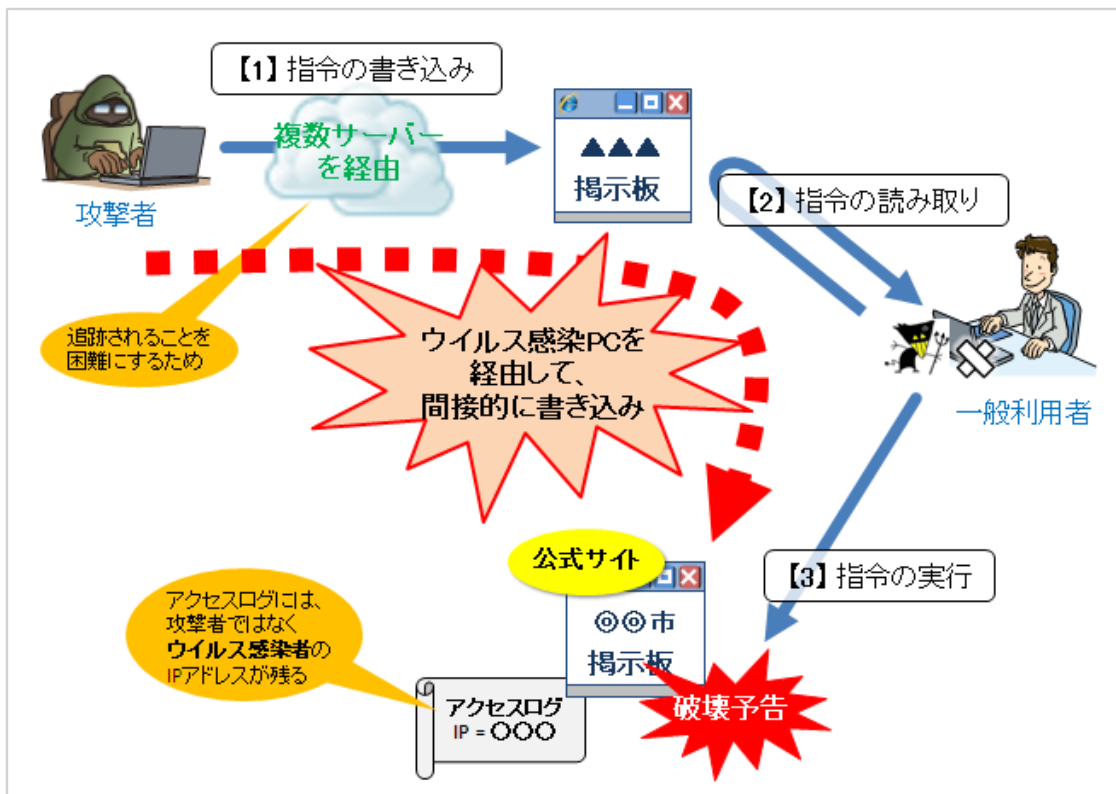 【1】指令の書き込み
複数サーバー
を経由
攻撃者
▲▲▲
掲示板
【2】指令の読み取り
追跡されることを
困難にするため
ウイルス感染PCを
経由して、
間接的に書き込み
一般利用者
公式サイト
【3】指令の実行
◎◎市
掲示板
アクセスログには、
攻撃者ではなく
ウイルス感染者の
IPアドレスが残る
アクセスログ
IP = 〇〇〇
破壊予告